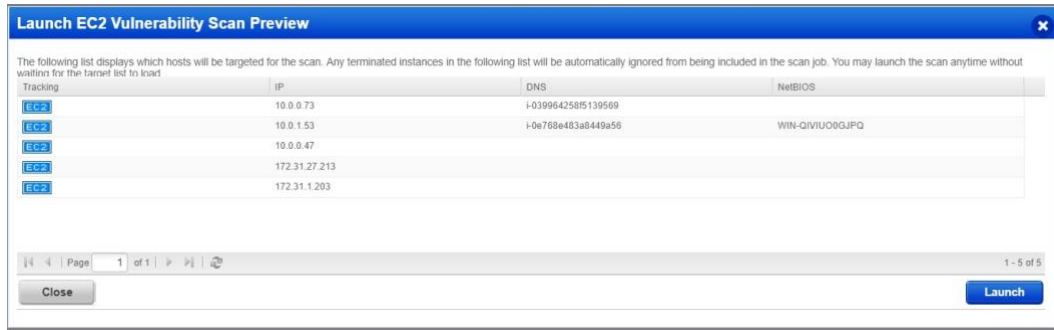 Launch EC2 Vulnerability Scan Preview
The following list displays which hosts will be targeted for the scan. Any terminated instances in the following list will be automatically ignored from being included in the scan job. You may launch the scan anytime without
waiting for the target list to load
Tracking IP DNS NetBIOS
EC2 10.0.0.73 i-039964258f5139569
EC2 10.0.1.53 i-0e768e483a8449a56 WIN-QIVIUO0GJPQ
EC2 10.0.0.47
EC2 172.31.27.213
EC2 172.31.1.203
Page 1 of 1 1 - 5 of 5
Close Launch